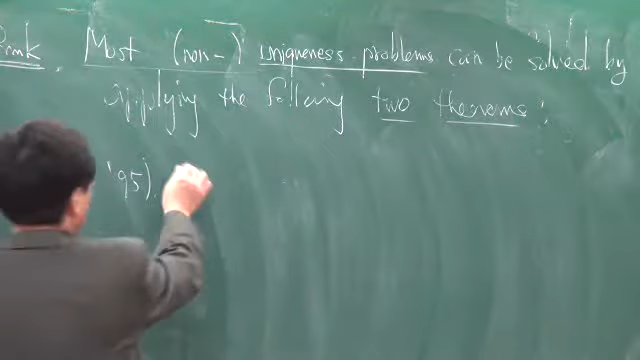 Rmk. Most (non-) uniqueness problems can be solved by
applying the following two theorems:
'95).